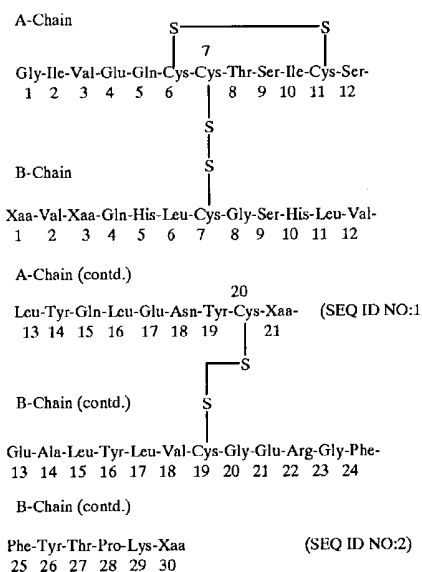 A-Chain
S S
7
Gly-Ile-Val-Glu-Gln-Cys-Cys-Thr-Ser-Ile-Cys-Ser-
1 2 3 4 5 6 8 9 10 11 12
S
S
B-Chain
Xaa-Val-Xaa-Gln-His-Leu-Cys-Gly-Ser-His-Leu-Val-
1 2 3 4 5 6 7 8 9 10 11 12
A-Chain (contd.)
20
Leu-Tyr-Gln-Leu-Glu-Asn-Tyr-Cys-Xaa- (SEQ ID NO:1
13 14 15 16 17 18 19 21
S
B-Chain (contd.)
S
Glu-Ala-Leu-Tyr-Leu-Val-Cys-Gly-Glu-Arg-Gly-Phe-
13 14 15 16 17 18 19 20 21 22 23 24
B-Chain (contd.)
Phe-Tyr-Thr-Pro-Lys-Xaa (SEQ ID NO:2)
25 26 27 28 29 30